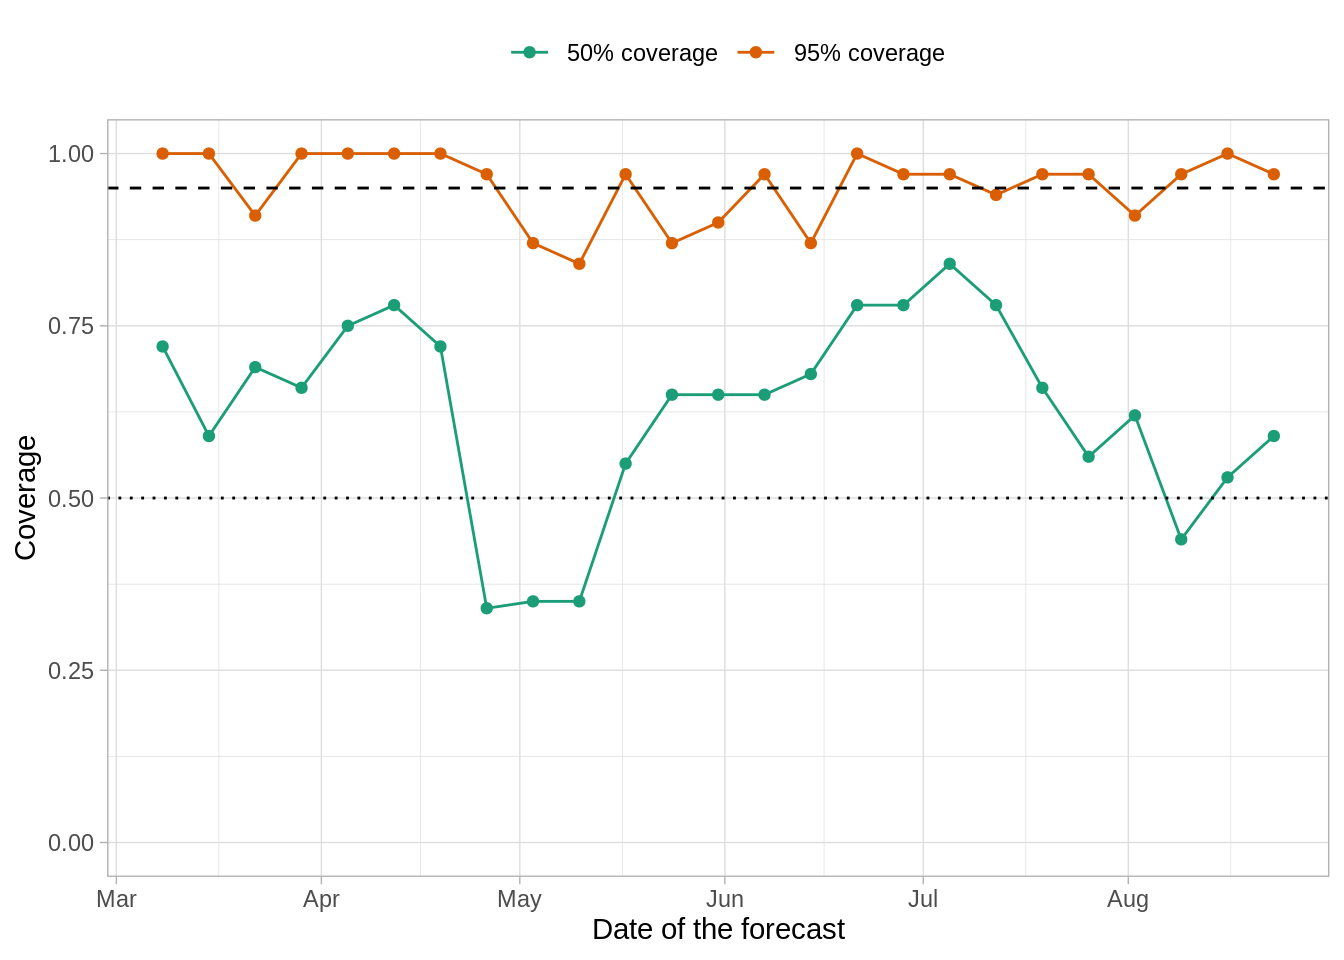 50% coverage 95% coverage
1.00
0.75
0.50
0.25
0.00
Coverage
Mar Apr May Jun Jul Aug
Date of the forecast